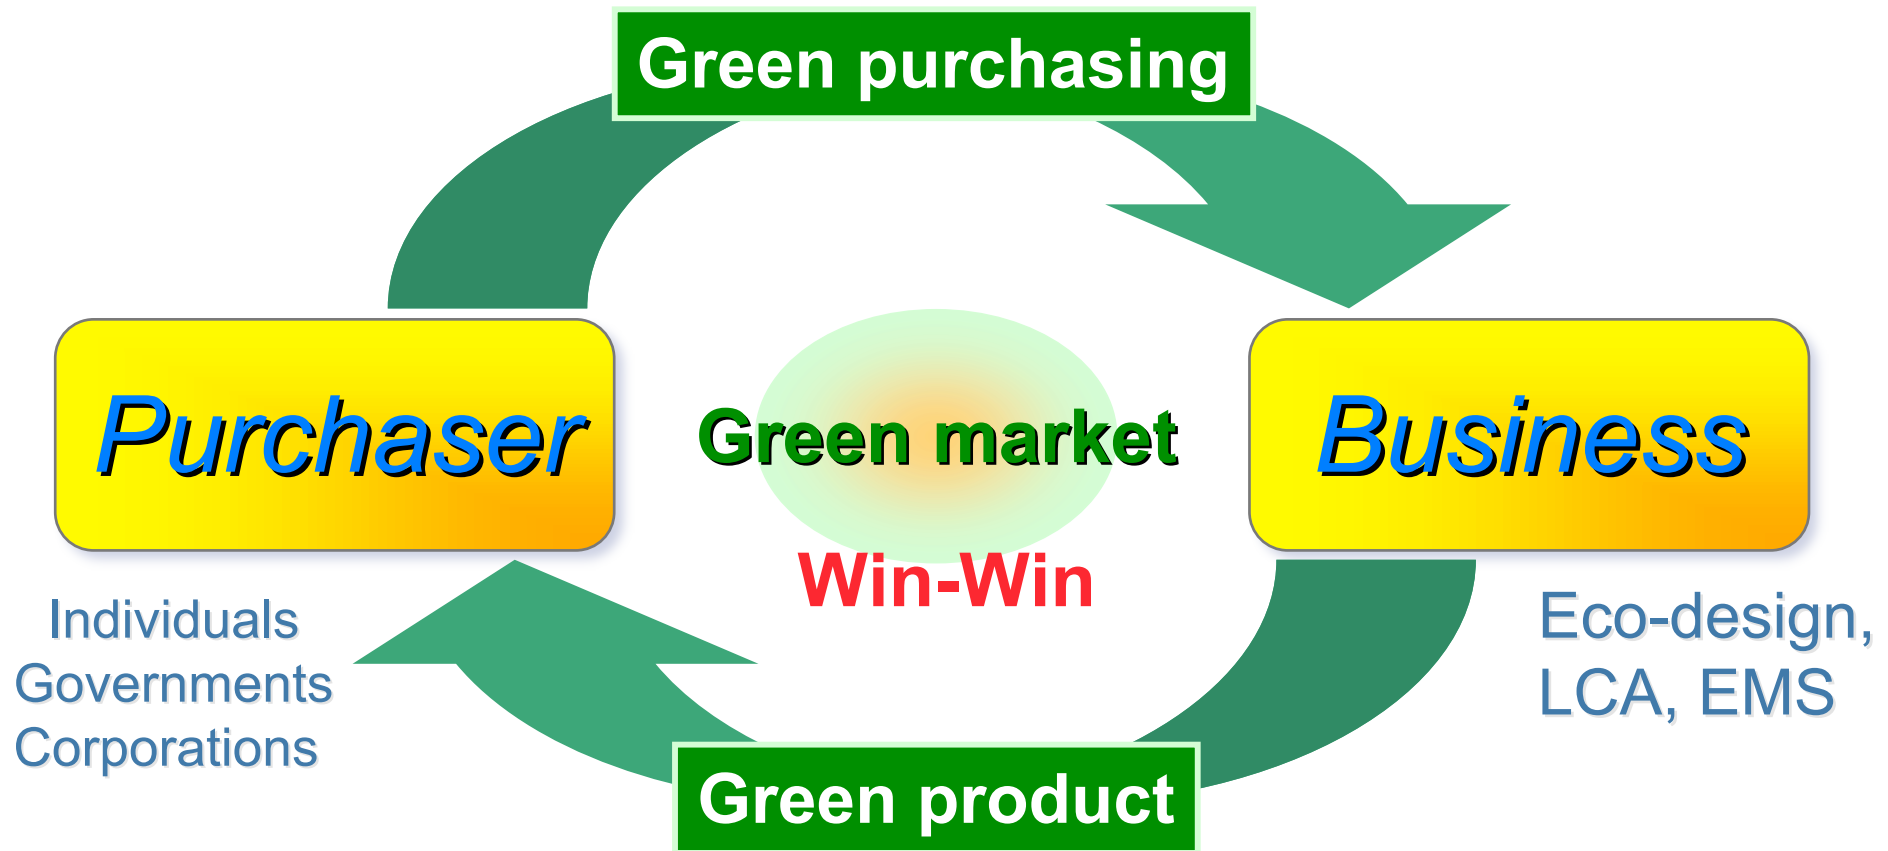 Green purchasing
Purchaser
Green market
Business
Win-Win
Individuals
Governments
Corporations
Eco-design,
LCA, EMS
Green product